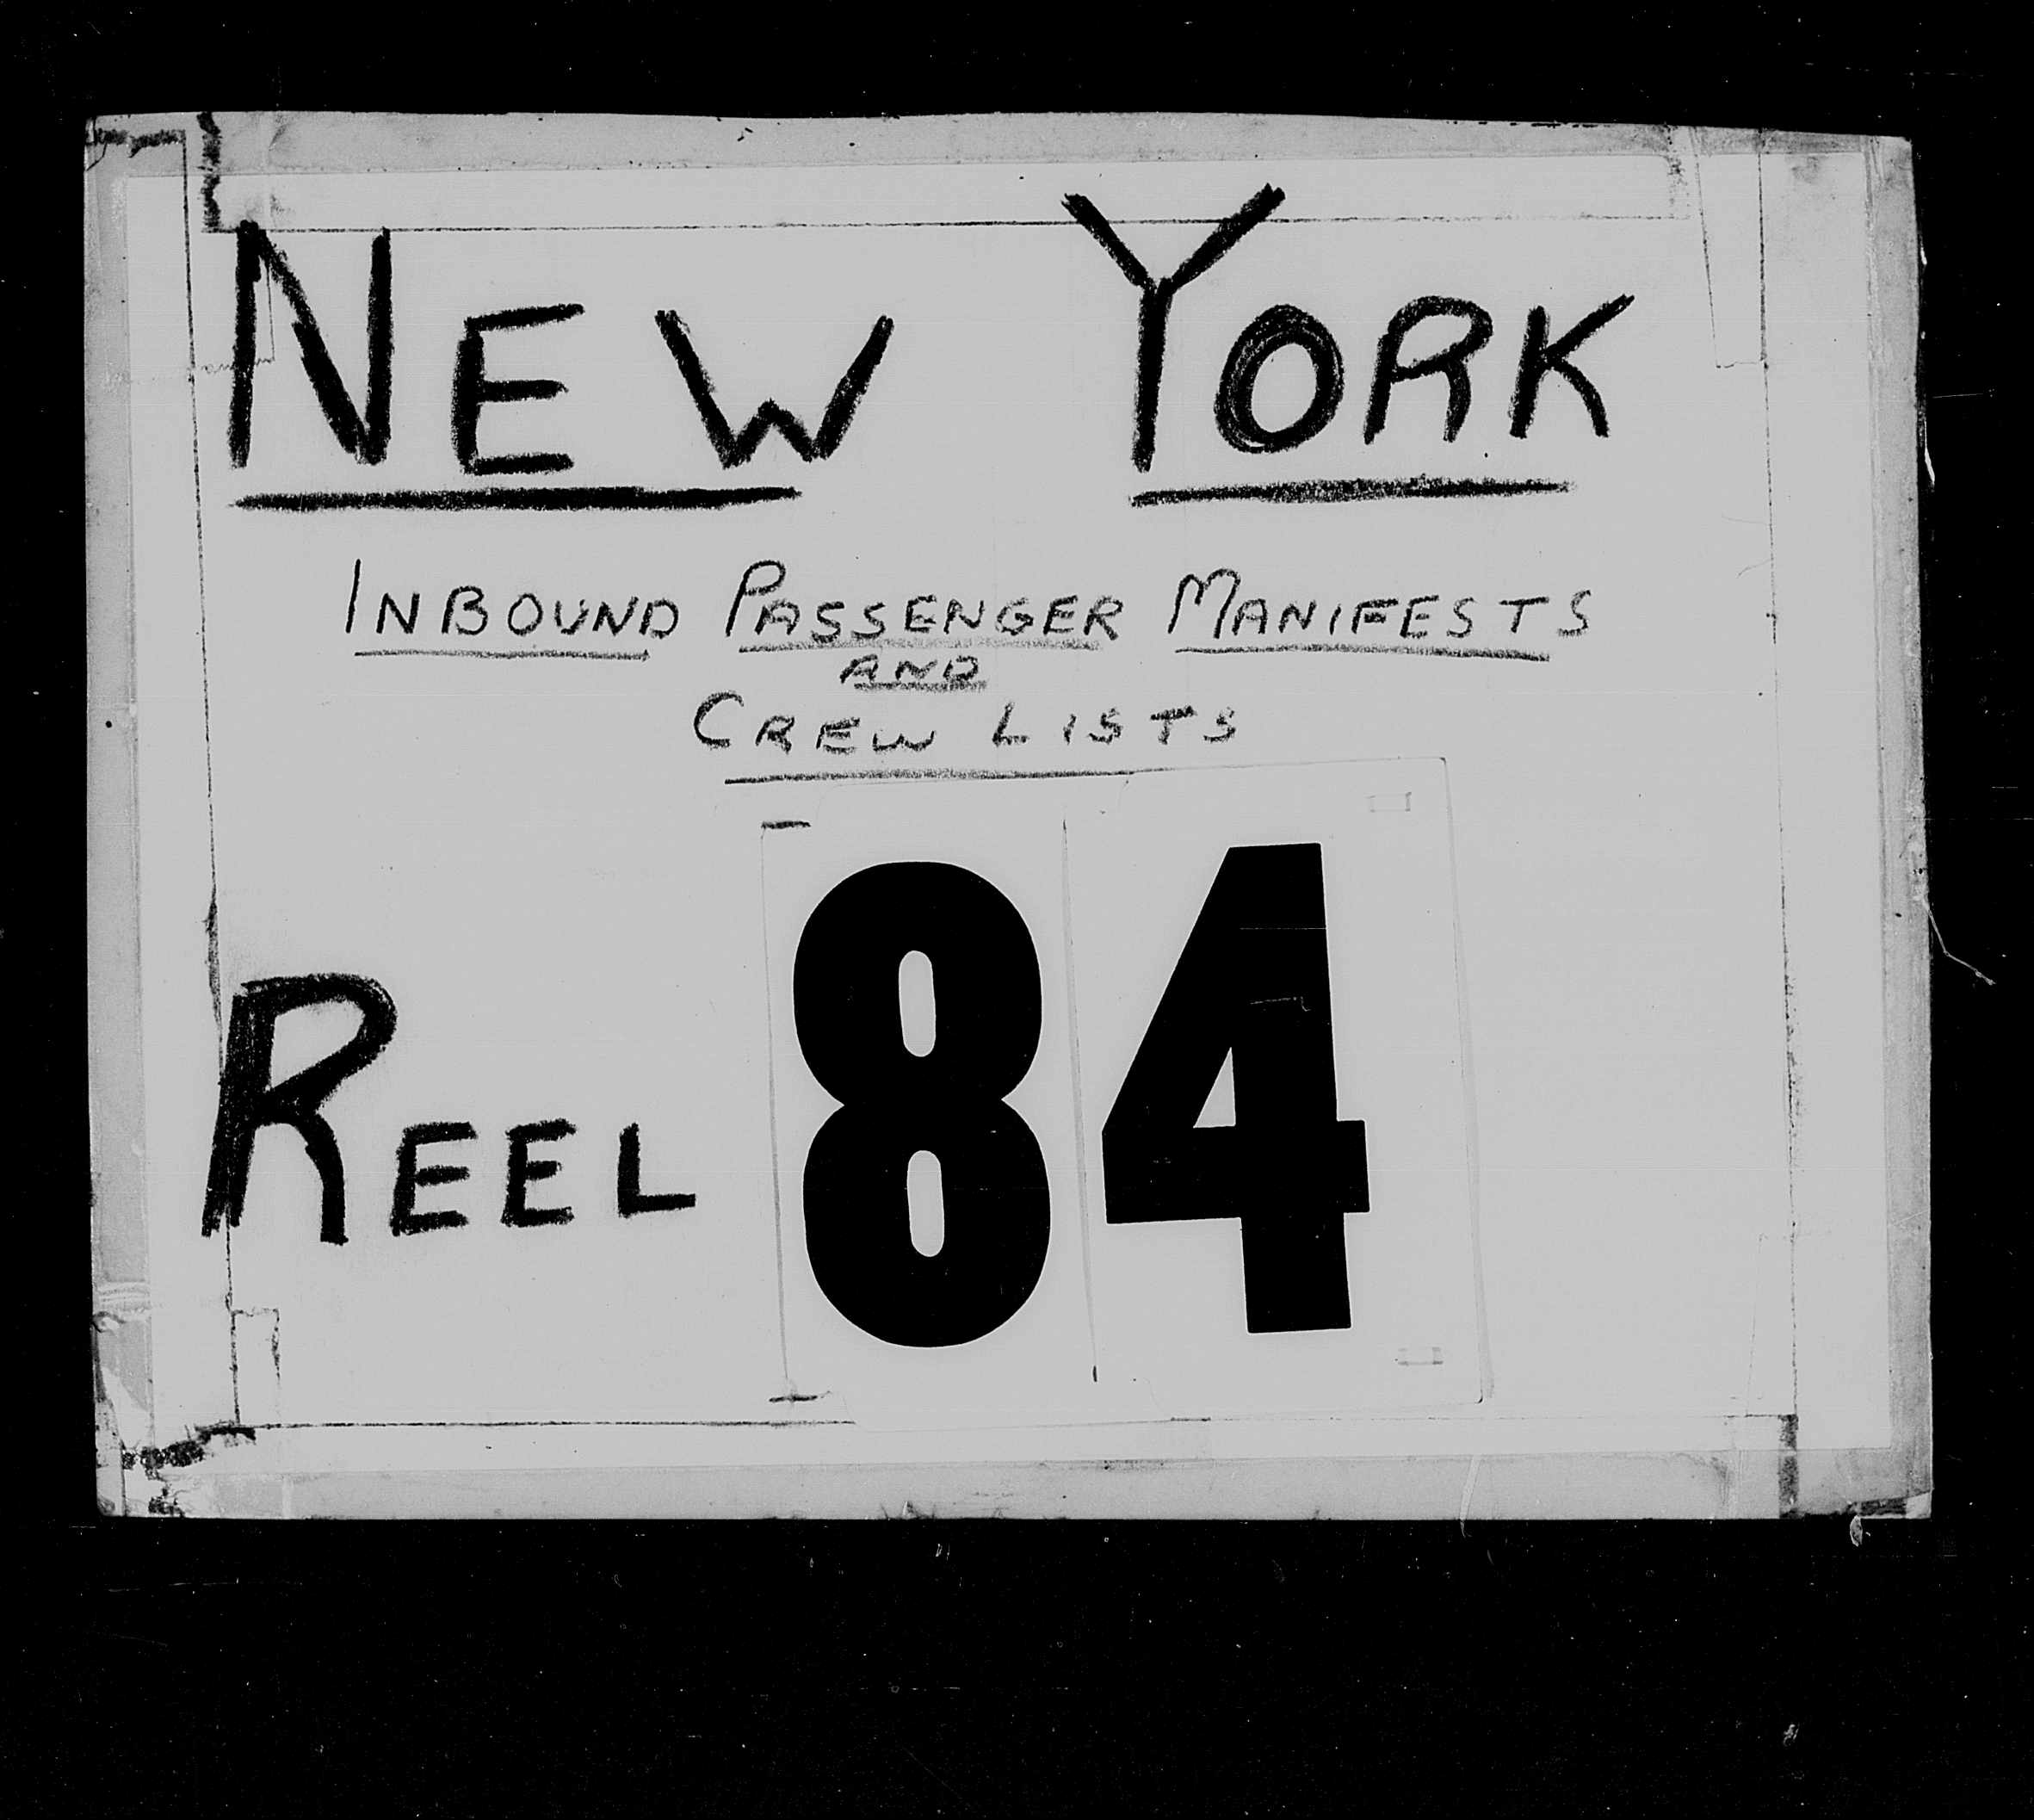 NEW YORK
INBOUND PASSENGER MANIFESTS
AND
CREW LISTS
REEL 84